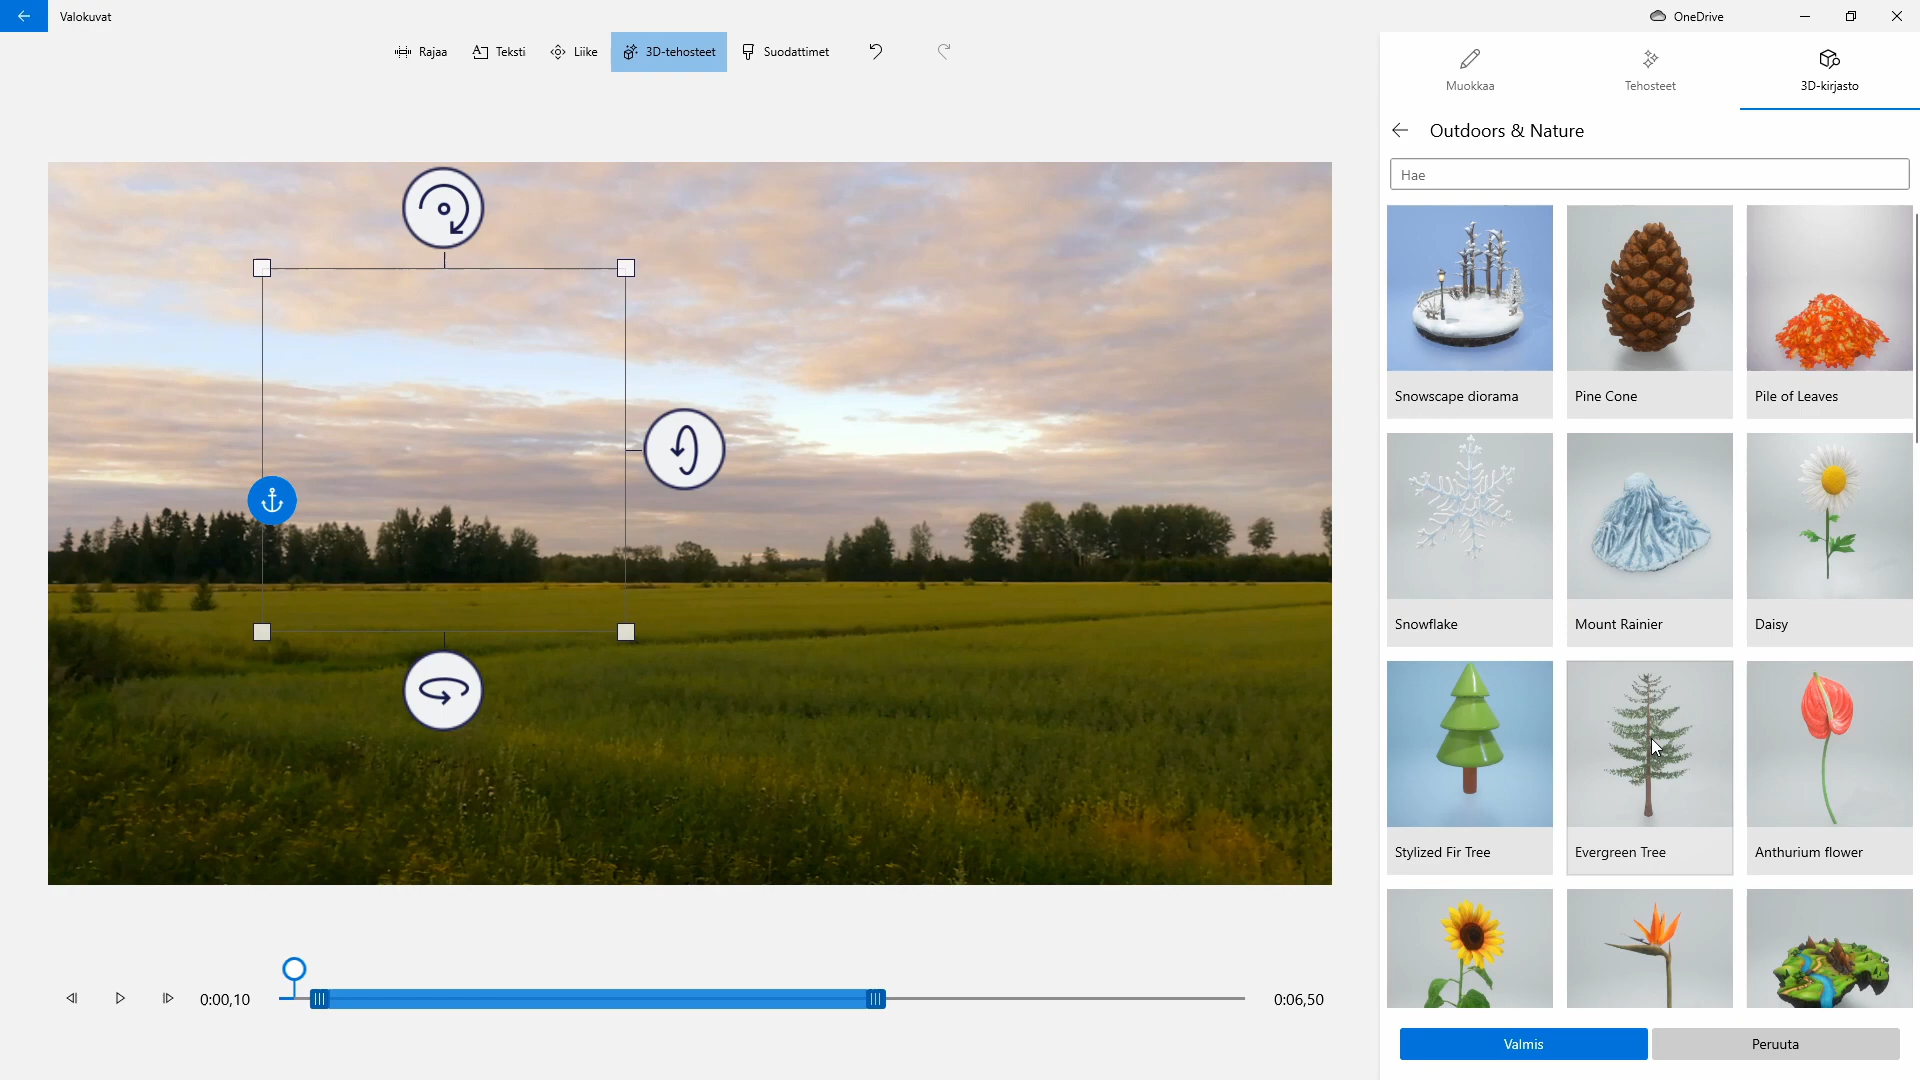 Valokuvat
OneDrive
Rajaa
Teksti
Liike
3D-tehosteet
Suodattimet
Muokkaa
Tehosteet
3D-kirjasto
Outdoors & Nature
Hae
Snowscape diorama
Pine Cone
Pile of Leaves
Snowflake
Mount Rainier
Daisy
Stylized Fir Tree
Evergreen Tree
Anthurium flower
0:00,10
0:06,50
Valmis
Peruuta